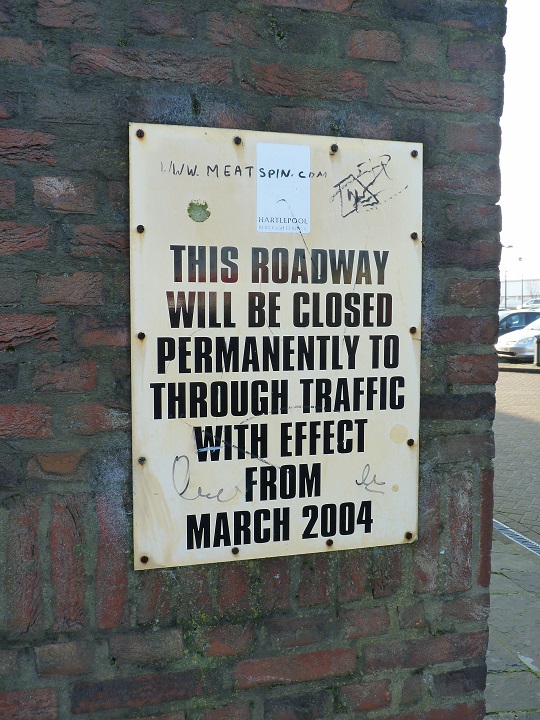 WWW.MEATSPIN.COM
HARTLEPOOL
THIS ROADWAY
WILL BE CLOSED
PERMANENTLY TO
THROUGH TRAFFIC
WITH EFFECT
FROM
MARCH 2004